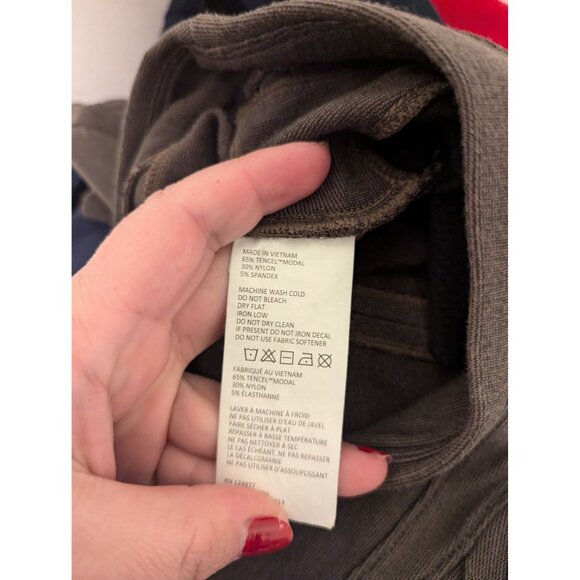 MADE IN VIETNAM
65% TENCEL™MODAL
30% NYLON
5% SPANDEX
MACHINE WASH COLD
DO NOT BLEACH
DRY FLAT
IRON LOW
DO NOT DRY CLEAN
IF PRESENT DO NOT IRON DECAL
DO NOT USE FABRIC SOFTENER
FABRIQUÉ AU VIETNAM
65% TENCEL™MODAL
30% NYLON
5% ÉLASTHANNE
LAVER À MACHINE À FROID
NE PAS UTILISER D'EAU DE JAVEL
FAIRE SÉCHER À PLAT
REPASSER À BASSE TEMPÉRATURE
NE PAS NETTOYER À SEC
LE CAS ÉCHÉANT, NE PAS REPASSER
LA DÉCALCOMANIE
NE PAS UTILISER D'ASSOUPLISSANT
RN 134972